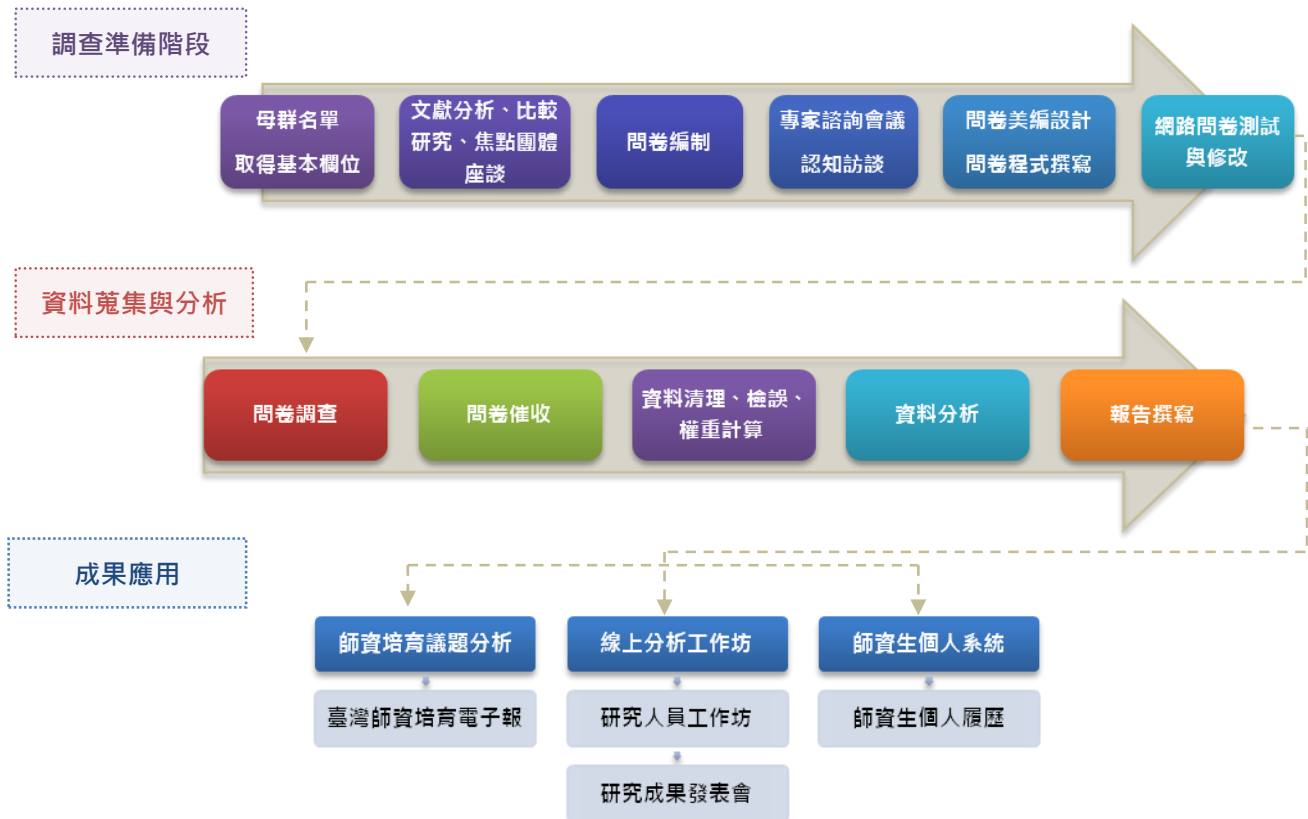 調查準備階段
母群名單
取得基本欄位
文獻分析、比較
研究、焦點團體
座談
問卷編制
專家諮詢會議
認知訪談
問卷美編設計
問卷程式撰寫
網路問卷測試
與修改
資料蒐集與分析
問卷調查
問卷催收
資料清理、檢誤、
權重計算
資料分析
報告撰寫
成果應用
師資培育議題分析
線上分析工作坊
師資生個人系統
臺灣師資培育電子報
研究人員工作坊
師資生個人履歷
研究成果發表會